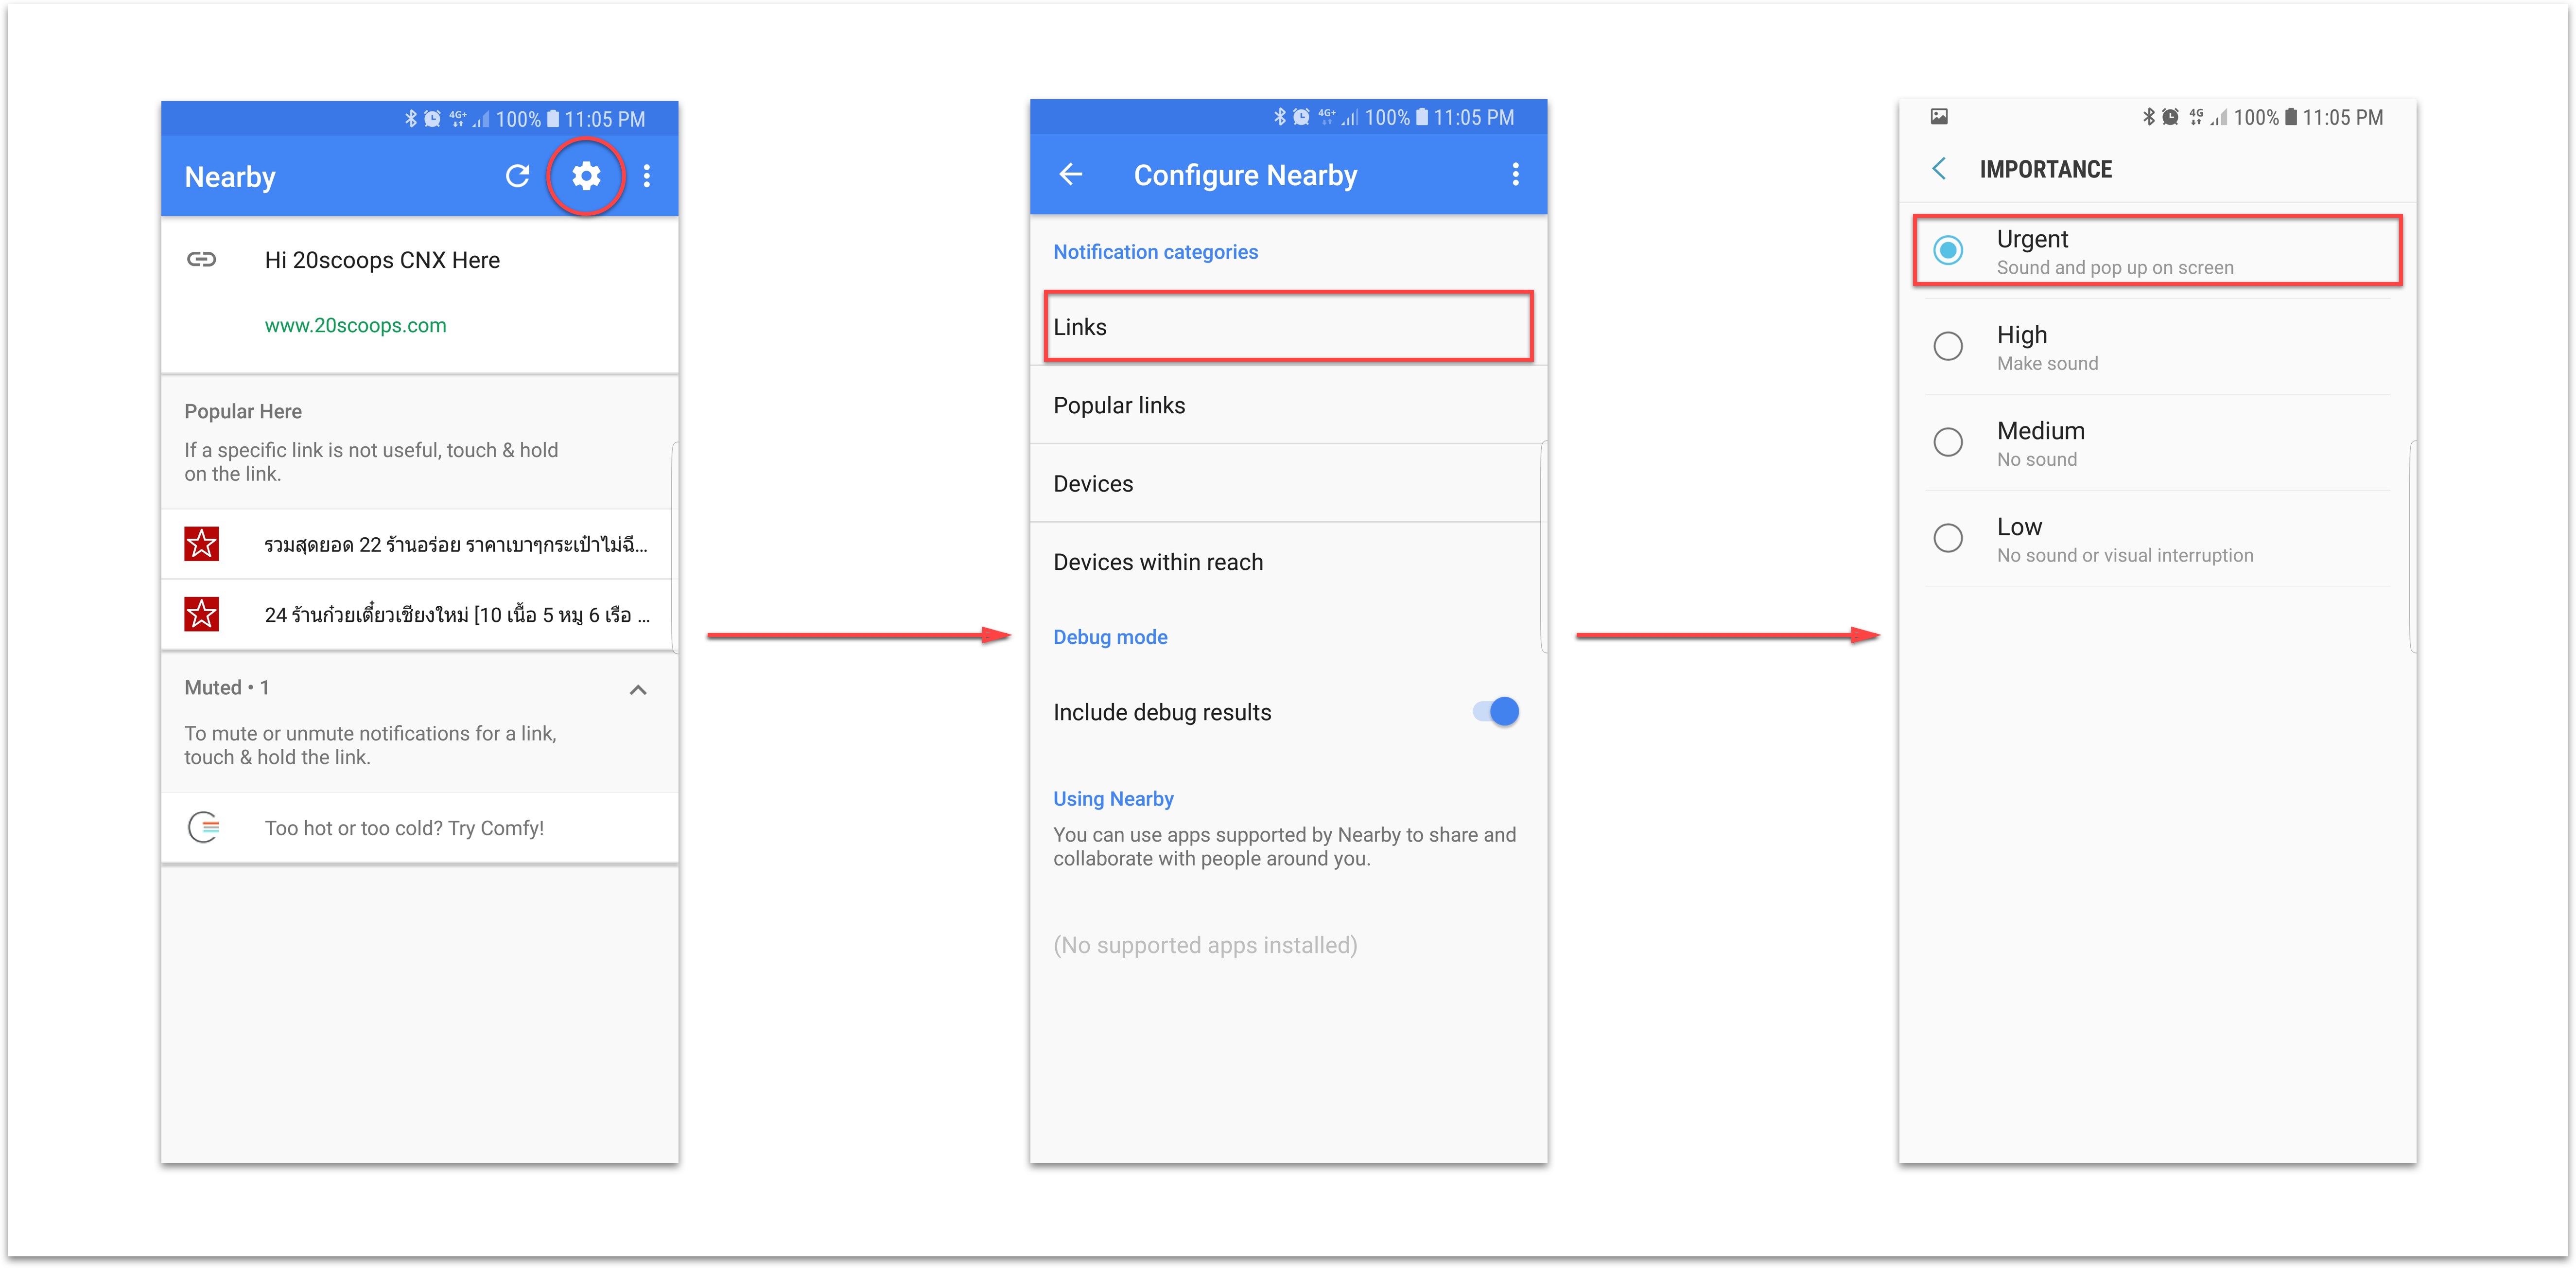 4G+ 100% 11:05 PM
Nearby
Hi 20scoops CNX Here
www.20scoops.com
Popular Here
If a specific link is not useful, touch & hold
on the link.
รวมสุดยอด 22 ร้านอร่อย ราคาเบาๆกระเป๋าไม่ฉี...
24 ร้านก๋วยเตี๋ยวเชียงใหม่ [10 เนื้อ 5 หมู 6 เรือ ...
Muted • 1
To mute or unmute notifications for a link,
touch & hold the link.
Too hot or too cold? Try Comfy!
4G+ 100% 11:05 PM
Configure Nearby
Notification categories
Links
Popular links
Devices
Devices within reach
Debug mode
Include debug results
Using Nearby
You can use apps supported by Nearby to share and
collaborate with people around you.
(No supported apps installed)
4G 100% 11:05 PM
IMPORTANCE
Urgent
Sound and pop up on screen
High
Make sound
Medium
No sound
Low
No sound or visual interruption